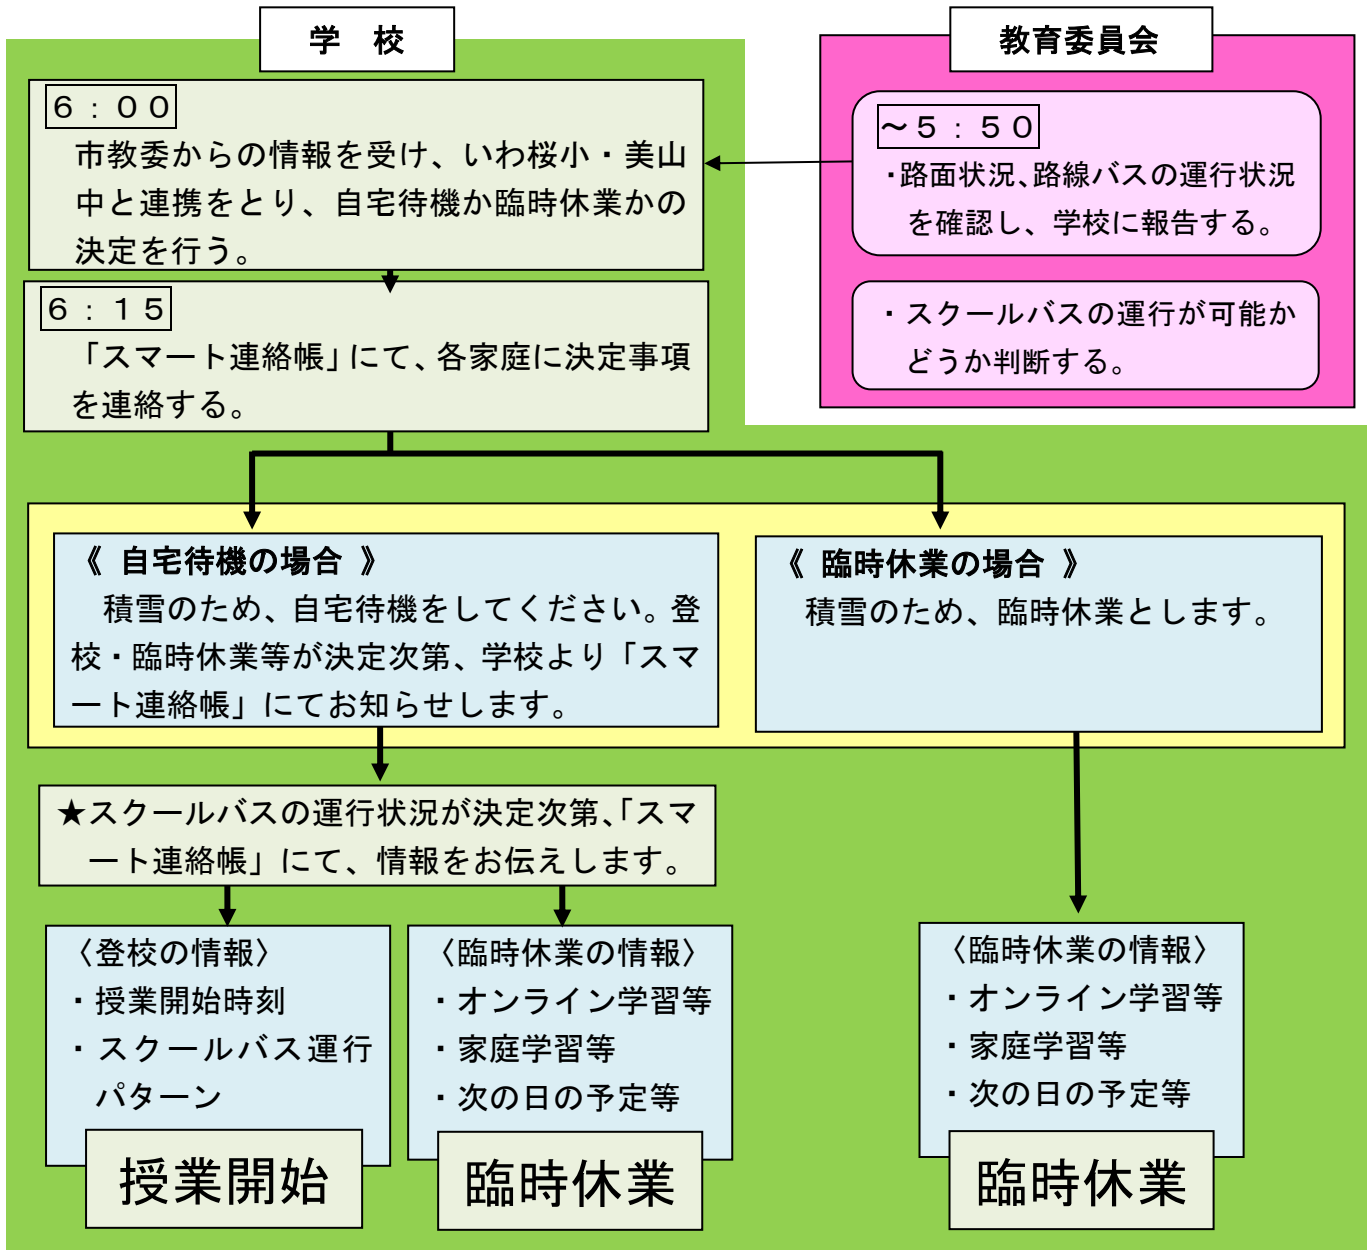 学　校
６：００
市教委からの情報を受け、いわ桜小・美山
中と連携をとり、自宅待機か臨時休業かの
決定を行う。
教育委員会
～５：５０
・路面状況、路線バスの運行状況
を確認し、学校に報告する。
・スクールバスの運行が可能か
どうか判断する。
６：１５
「スマート連絡帳」にて、各家庭に決定事項
を連絡する。
《 自宅待機の場合 》
積雪のため、自宅待機をしてください。登
校・臨時休業等が決定次第、学校より「スマ
ート連絡帳」にてお知らせします。
《 臨時休業の場合 》
積雪のため、臨時休業とします。
★スクールバスの運行状況が決定次第、「スマ
ート連絡帳」にて、情報をお伝えします。
〈登校の情報〉
・授業開始時刻
・スクールバス運行
パターン
授業開始
〈臨時休業の情報〉
・オンライン学習等
・家庭学習等
・次の日の予定等
臨時休業
〈臨時休業の情報〉
・オンライン学習等
・家庭学習等
・次の日の予定等
臨時休業